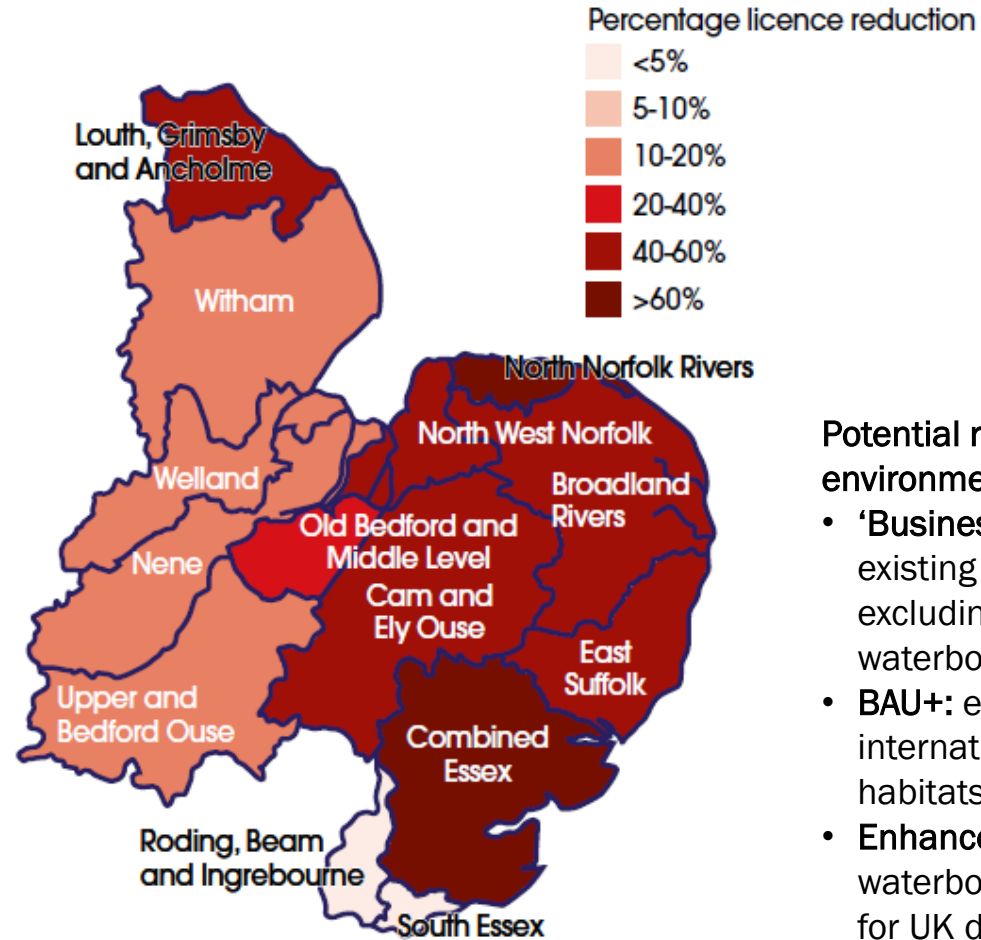 Percentage licence reduction
<5%
5-10%
10-20%
20-40%
40-60%
>60%
Louth, Grimsby
and Ancholme
Witham
North Norfolk Rivers
North West Norfolk
Broadland
Rivers
Welland
Old Bedford and
Middle Level
Nene
Cam and
Ely Ouse
East
Suffolk
Upper and
Bedford Ouse
Combined
Essex
Roding, Beam
and Ingrebourne
South Essex
Potential r
environme
• ‘Busines
existing
excludin
waterbo
• BAU+: e
internat
habitats
• Enhance
waterbo
for UK d